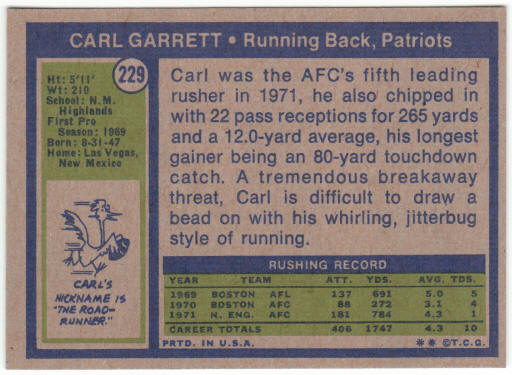 CARL GARRETT • Running Back, Patriots
229
Ht: 5'11'
Wt: 210
School: N.M.
Highlands
First Pro
Season: 1969
Born: 8-31-47
Home: Las Vegas,
New Mexico
CARL'S
NICKNAME IS
"THE ROAD-
RUNNER."
Carl was the AFC's fifth leading
rusher in 1971, he also chipped in
with 22 pass receptions for 265 yards
and a 12.0-yard average, his longest
gainer being an 80-yard touchdown
catch. A tremendous breakaway
threat, Carl is difficult to draw a
bead on with his whirling, jitterbug
style of running.
RUSHING RECORD
YEAR TEAM ATT. YDS. AVG. TDS.
1969 BOSTON AFL 137 691 5.0 5
1970 BOSTON AFC 88 272 3.1 4
1971 N. ENG. AFC 181 784 4.3 1
CAREER TOTALS 406 1747 4.3 10
PRTD. IN U.S.A. ** ©T.C.G.